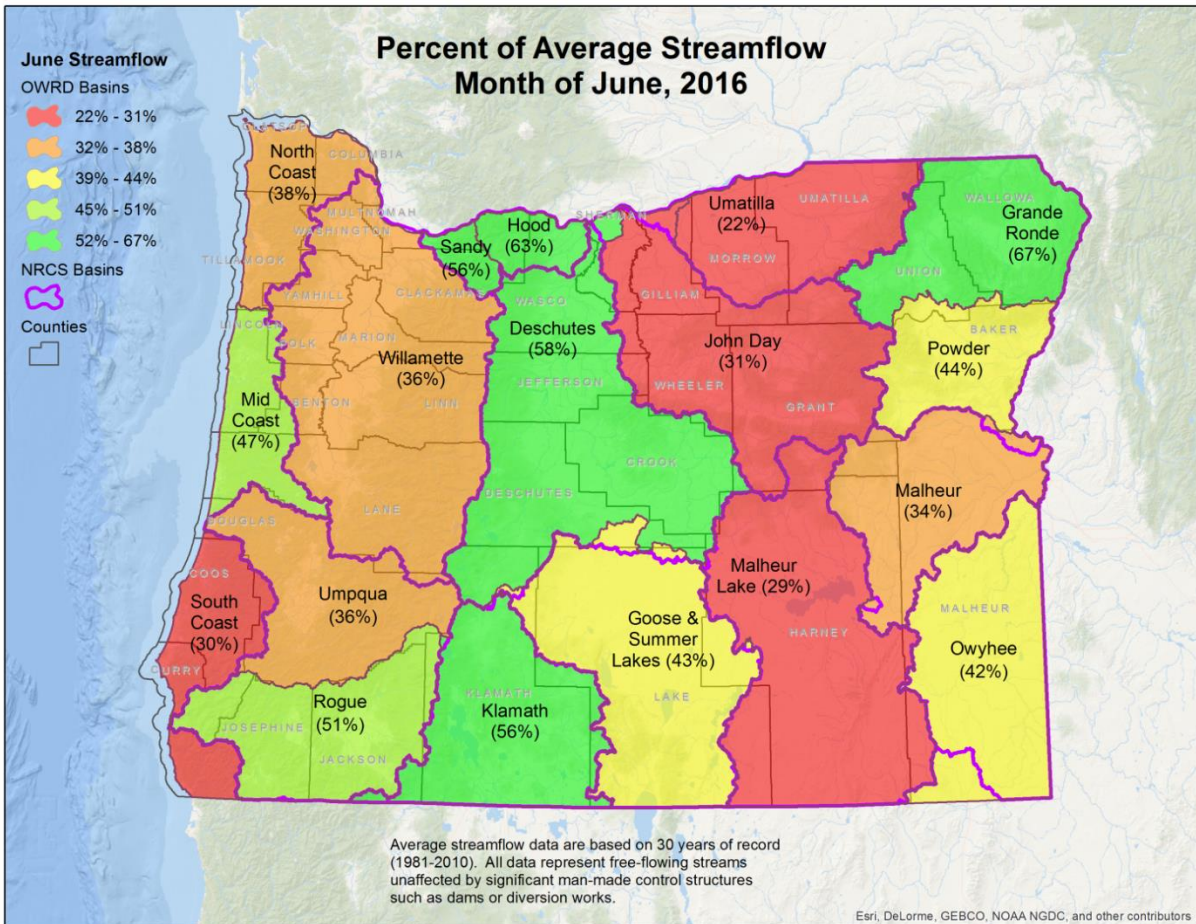 Percent of Average Streamflow
Month of June, 2016
June Streamflow
OWRD Basins
22% - 31%
32% - 38%
39% - 44%
45% - 51%
52% - 67%
NRCS Basins
Counties
North
Coast
(38%)
COLUMBIA
MULTNOMAH
WASHINGTON
TILLAMOOK
YAMHILL
CLACKAMAS
Sandy
(56%)
Hood
(63%)
SHERMAN
WASCO
Umatilla
(22%)
UMATILLA
MORROW
GILLIAM
WALLOWA
Grande
Ronde
(67%)
UNION
LINCOLN
POLK
MARION
Willamette
(36%)
BENTON
LINN
Deschutes
(58%)
JEFFERSON
John Day
(31%)
WHEELER
GRANT
BAKER
Powder
(44%)
Mid
Coast
(47%)
CROOK
DESCHUTES
LANE
DOUGLAS
Malheur
(34%)
COOS
South
Coast
(30%)
CURRY
Umpqua
(36%)
Goose &
Summer
Lakes (43%)
LAKE
Malheur
Lake (29%)
HARNEY
MALHEUR
Owyhee
(42%)
Rogue
(51%)
JOSEPHINE
JACKSON
KLAMATH
Klamath
(56%)
Average streamflow data are based on 30 years of record
(1981-2010). All data represent free-flowing streams
unaffected by significant man-made control structures
such as dams or diversion works.
Esri, DeLorme, GEBCO, NOAA NGDC, and other contributors